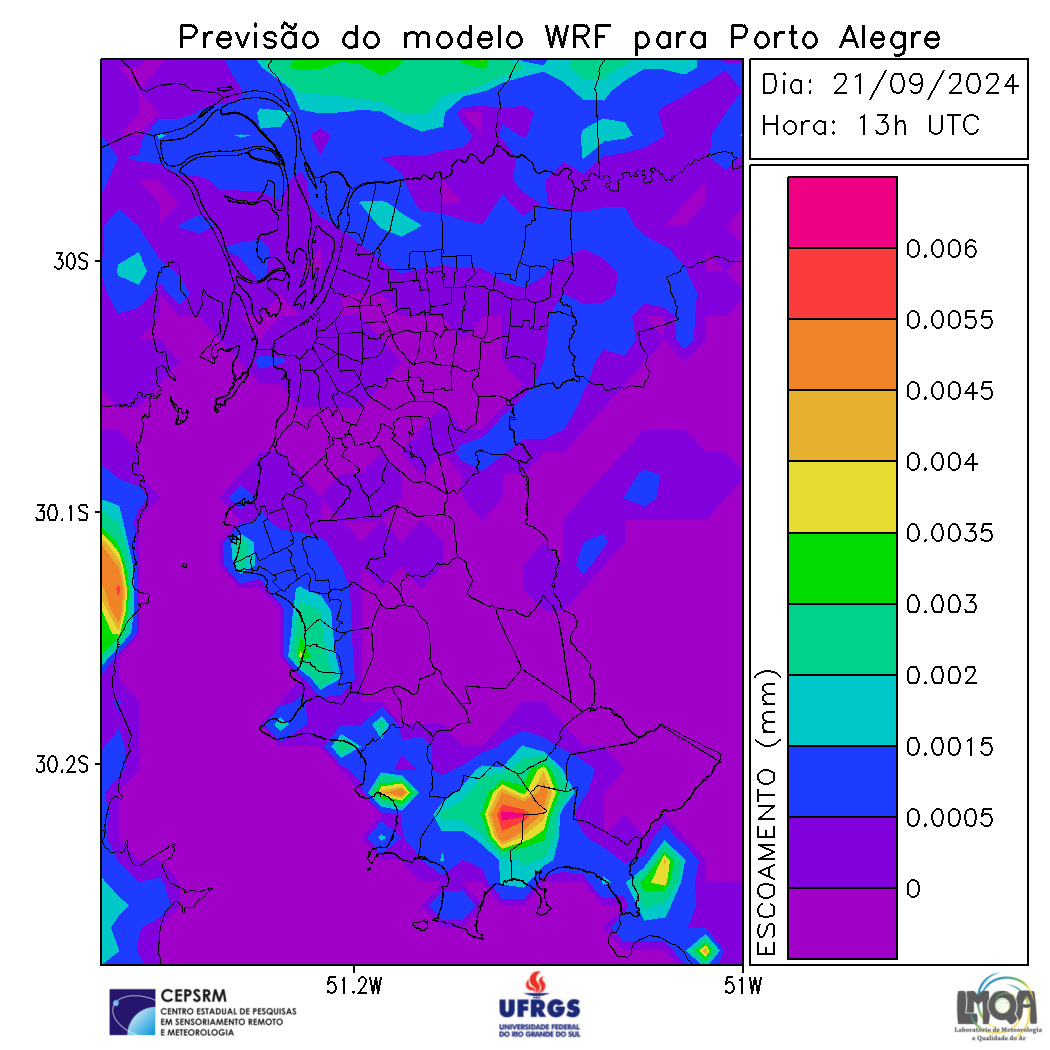 Previsão do modelo WRF para Porto Alegre
Dia: 21/09/2024
Hora: 13h UTC
30S
30.1S
30.2S
51.2W
51W
ESCOAMENTO (mm)
0.006
0.0055
0.0045
0.004
0.0035
0.003
0.002
0.0015
0.0005
0
CEPSRM
CENTRO ESTADUAL DE PESQUISAS
EM SENSORIAMENTO REMOTO
E METEOROLOGIA
UFRGS
UNIVERSIDADE FEDERAL
DO RIO GRANDE DO SUL
LMQA
Laboratório de Meteorologia
e Qualidade do Ar